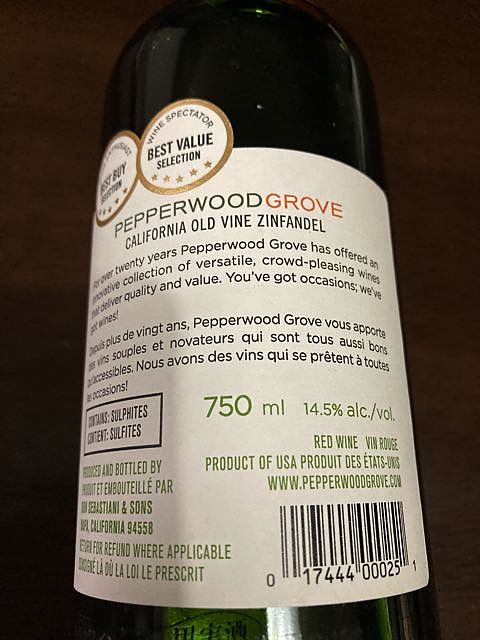 WINE SPECTATOR
BEST VALUE
SELECTION
BEST BUY
SELECTION
PEPPERWOODGROVE
CALIFORNIA OLD VINE ZINFANDEL
For over twenty years Pepperwood Grove has offered an
innovative collection of versatile, crowd-pleasing wines
that deliver quality and value. You've got occasions; we've
got wines!
Depuis plus de vingt ans, Pepperwood Grove vous apporte
des vins souples et novateurs qui sont tous aussi bons
qu'accessibles. Nous avons des vins qui se prêtent à toutes
les occasions!
CONTAINS: SULPHITES
CONTIENT: SULFITES
750 ml 14.5% alc./vol.
RED WINE VIN ROUGE
PRODUCT OF USA PRODUIT DES ÉTATS-UNIS
WWW.PEPPERWOODGROVE.COM
PRODUCED AND BOTTLED BY
PRODUIT ET EMBOUTEILLÉ PAR
DON SEBASTIANI & SONS
NAPA, CALIFORNIA 94558
RETURN FOR REFUND WHERE APPLICABLE
CONSIGNÉ LÀ OÙ LA LOI LE PRESCRIT
0 17444 00025 1